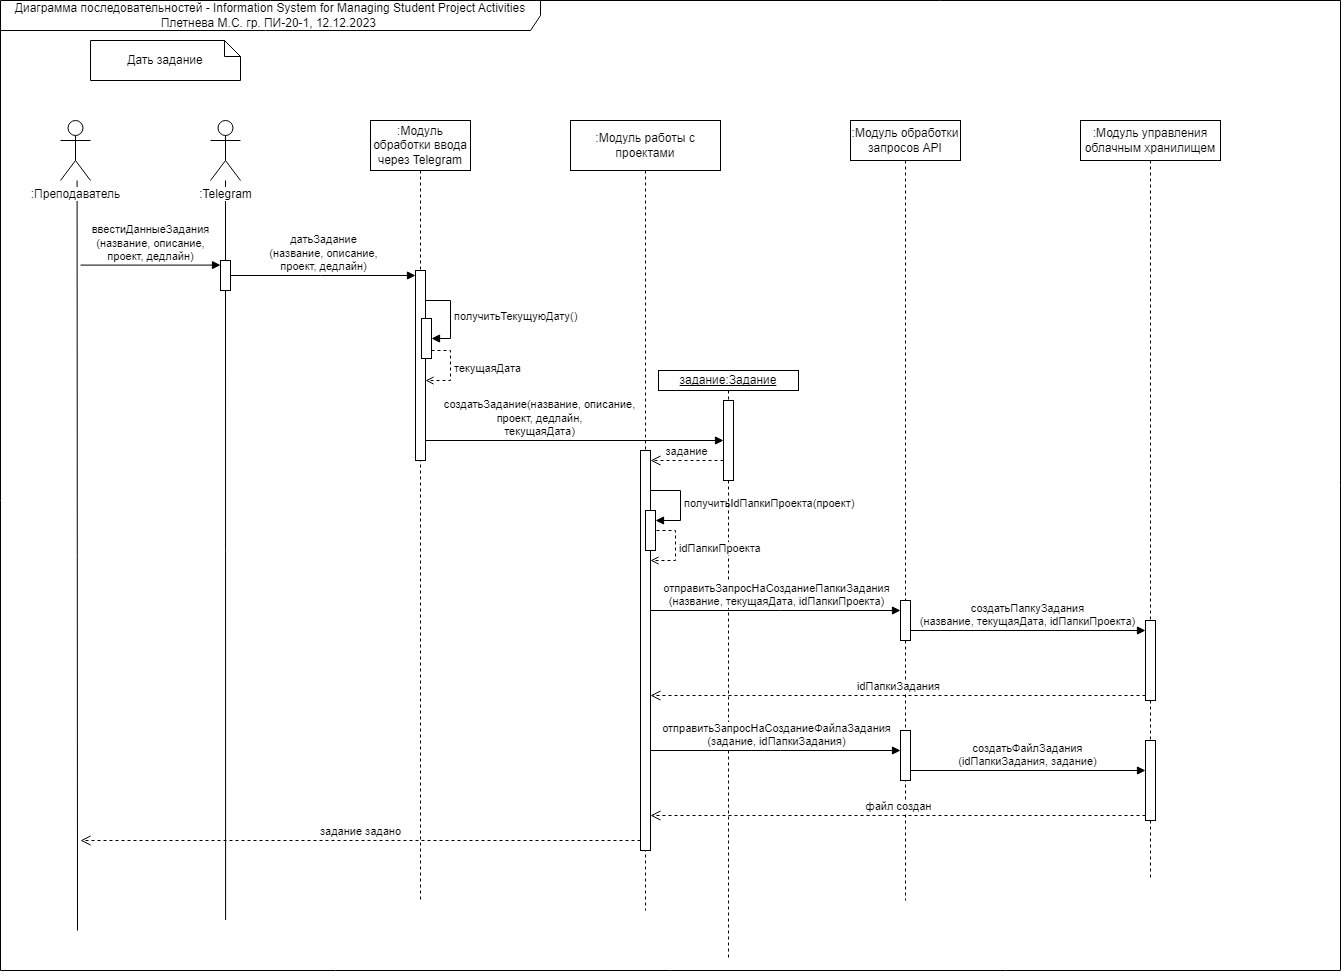 Диаграмма последовательностей - Information System for Managing Student Project Activities
Плетнева М.С. гр. ПИ-20-1, 12.12.2023
Дать задание
:Преподаватель
:Telegram
:Модуль
обработки ввода
через Telegram
:Модуль работы с
проектами
:Модуль обработки
запросов API
:Модуль управления
облачным хранилищем
ввестиДанныеЗадания
(название, описание,
проект, дедлайн)
датьЗадание
(название, описание,
проект, дедлайн)
получитьТекущуюДату()
текущаяДата
задание:Задание
создатьЗадание(название, описание,
проект, дедлайн,
текущаяДата)
задание
получитьIdПапкиПроекта(проект)
idПапкиПроекта
отправитьЗапросНаСозданиеПапкиЗадания
(название, текущаяДата, idПапкиПроекта)
создатьПапкуЗадания
(название, текущаяДата, idПапкиПроекта)
idПапкиЗадания
отправитьЗапросНаСозданиеФайлаЗадания
(задание, idПапкиЗадания)
создатьФайлЗадания
(idПапкиЗадания, задание)
файл создан
задание задано